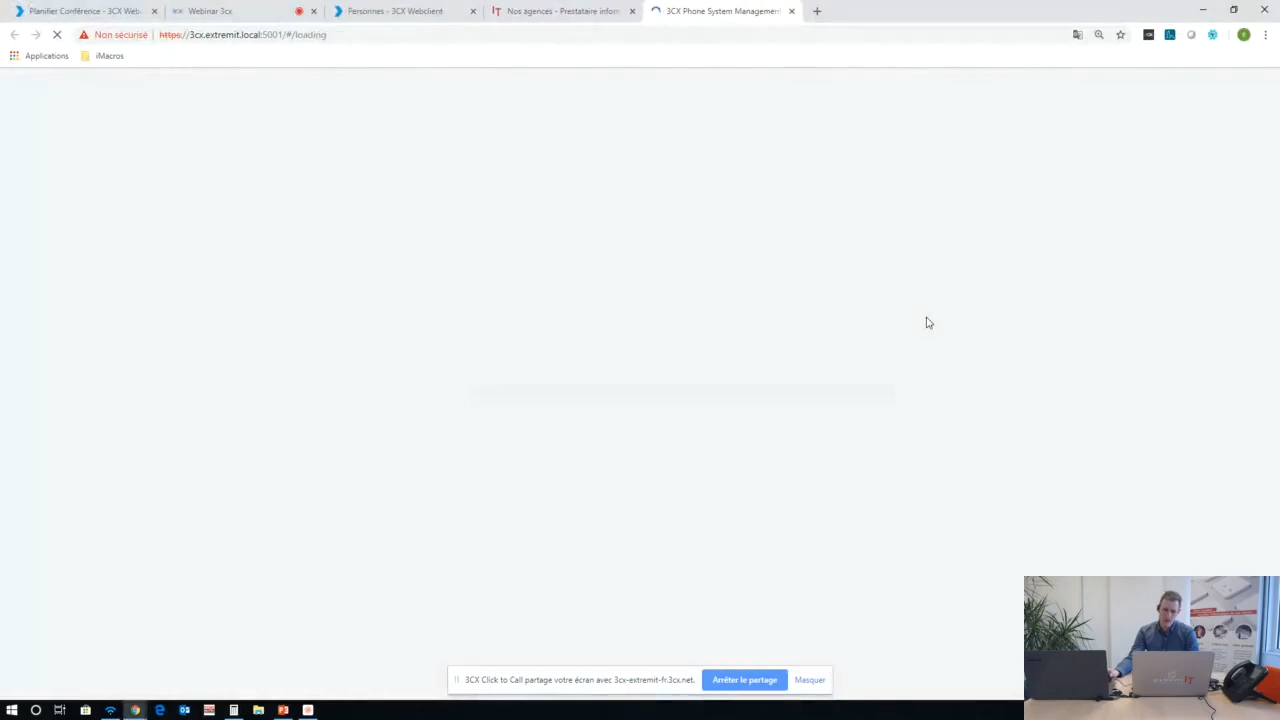 Planifier Conférence - 3CX Web
Webinar 3cx
Personnes - 3CX Webclient
Nos agences - Prestataire inform
3CX Phone System Management
Non sécurisé
https://3cx.extremit.local:5001/#/loading
Applications
iMacros
3CX Click to Call partage votre écran avec 3cx-extremit-fr.3cx.net.
Arrêter le partage
Masquer